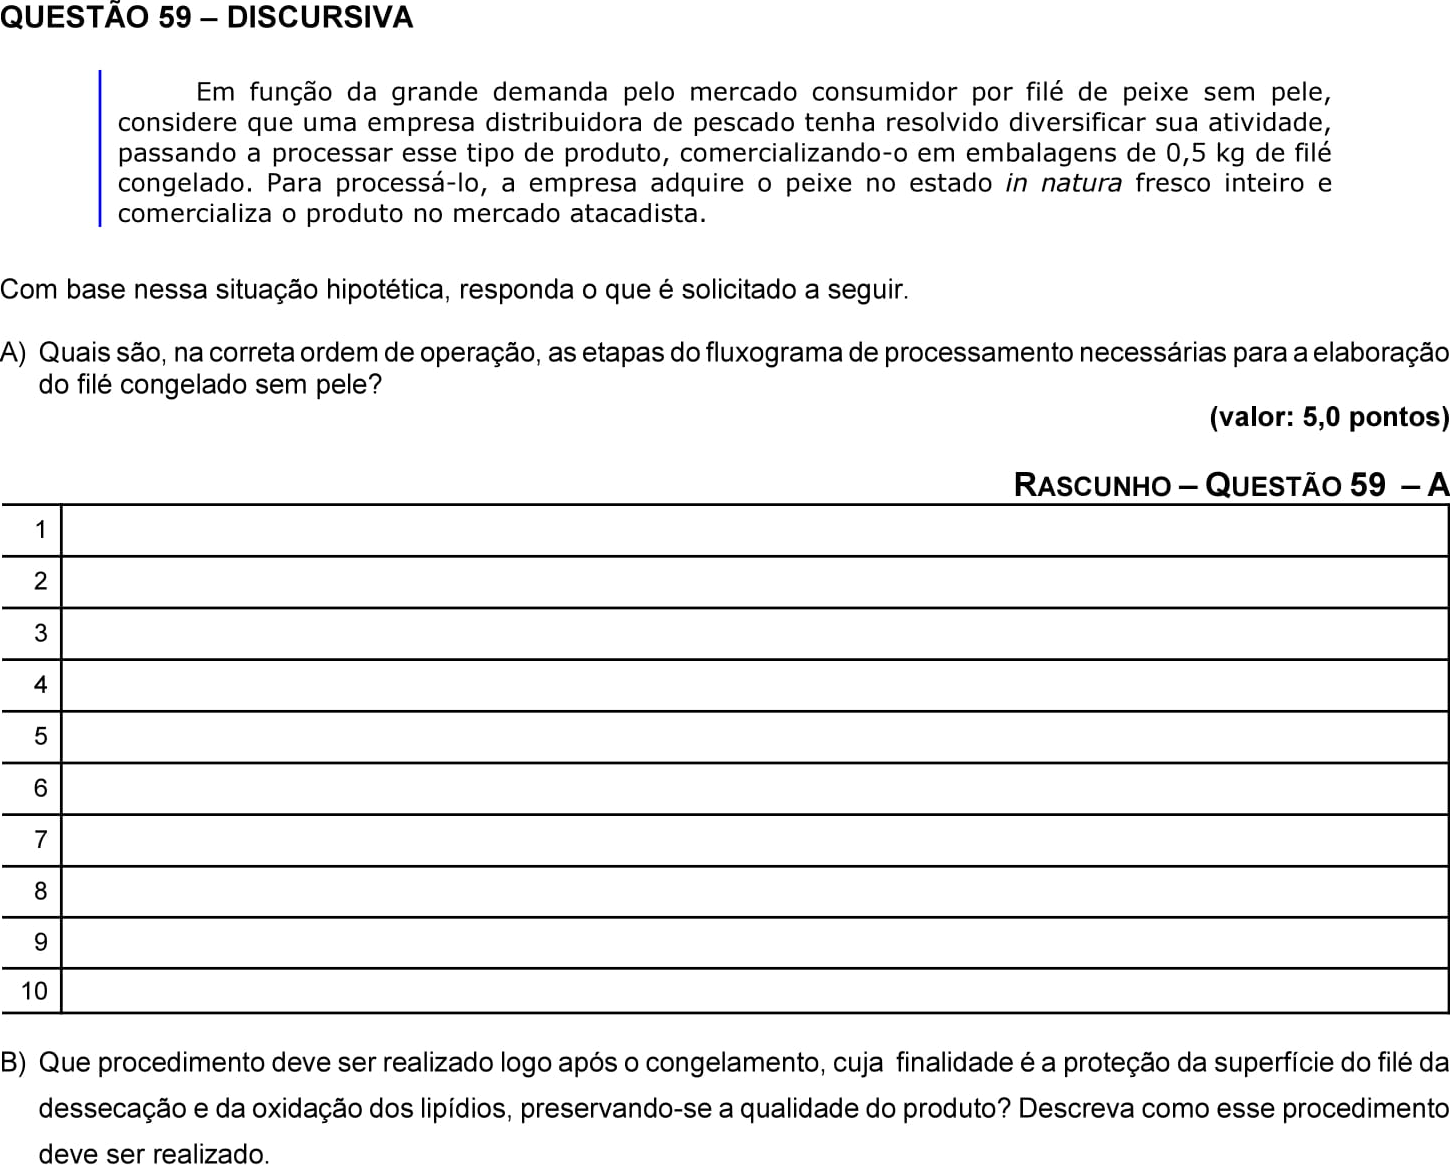 QUESTÃO 59 – DISCURSIVA
Em função da grande demanda pelo mercado consumidor por filé de peixe sem pele,
considere que uma empresa distribuidora de pescado tenha resolvido diversificar sua atividade,
passando a processar esse tipo de produto, comercializando-o em embalagens de 0,5 kg de filé
congelado. Para processá-lo, a empresa adquire o peixe no estado in natura fresco inteiro e
comercializa o produto no mercado atacadista.
Com base nessa situação hipotética, responda o que é solicitado a seguir.
A) Quais são, na correta ordem de operação, as etapas do fluxograma de processamento necessárias para a elaboração
do filé congelado sem pele?
(valor: 5,0 pontos)
RASCUNHO – QUESTÃO 59 – A
1
2
3
4
5
6
7
8
9
10
B) Que procedimento deve ser realizado logo após o congelamento, cuja finalidade é a proteção da superfície do filé da
dessecação e da oxidação dos lipídios, preservando-se a qualidade do produto? Descreva como esse procedimento
deve ser realizado.